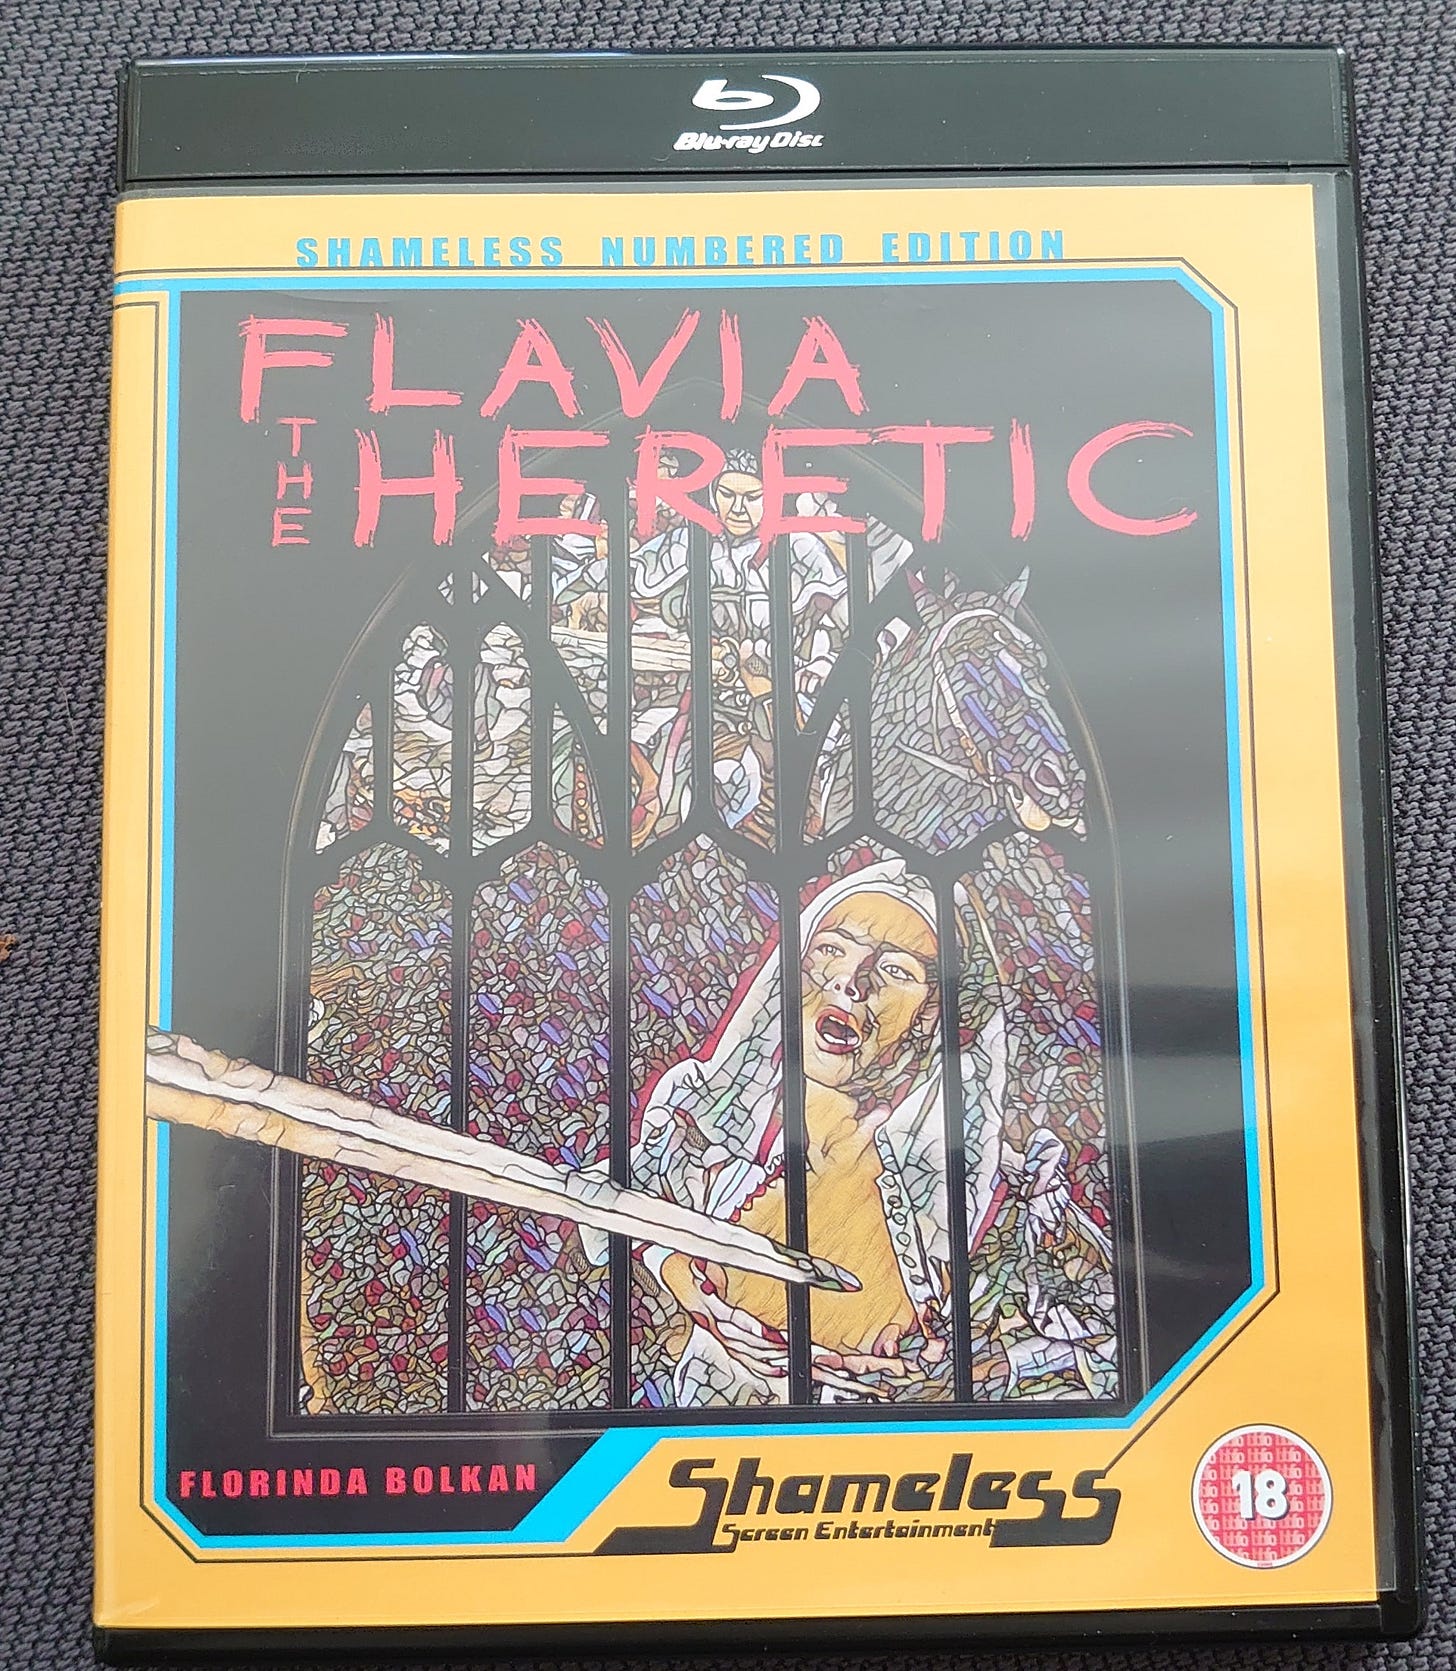 Blu-ray Disc
SHAMELESS NUMBERED EDITION
FLAVIA
THE HERETIC
FLORINDA BOLKAN
Shameless
Screen Entertainment
18